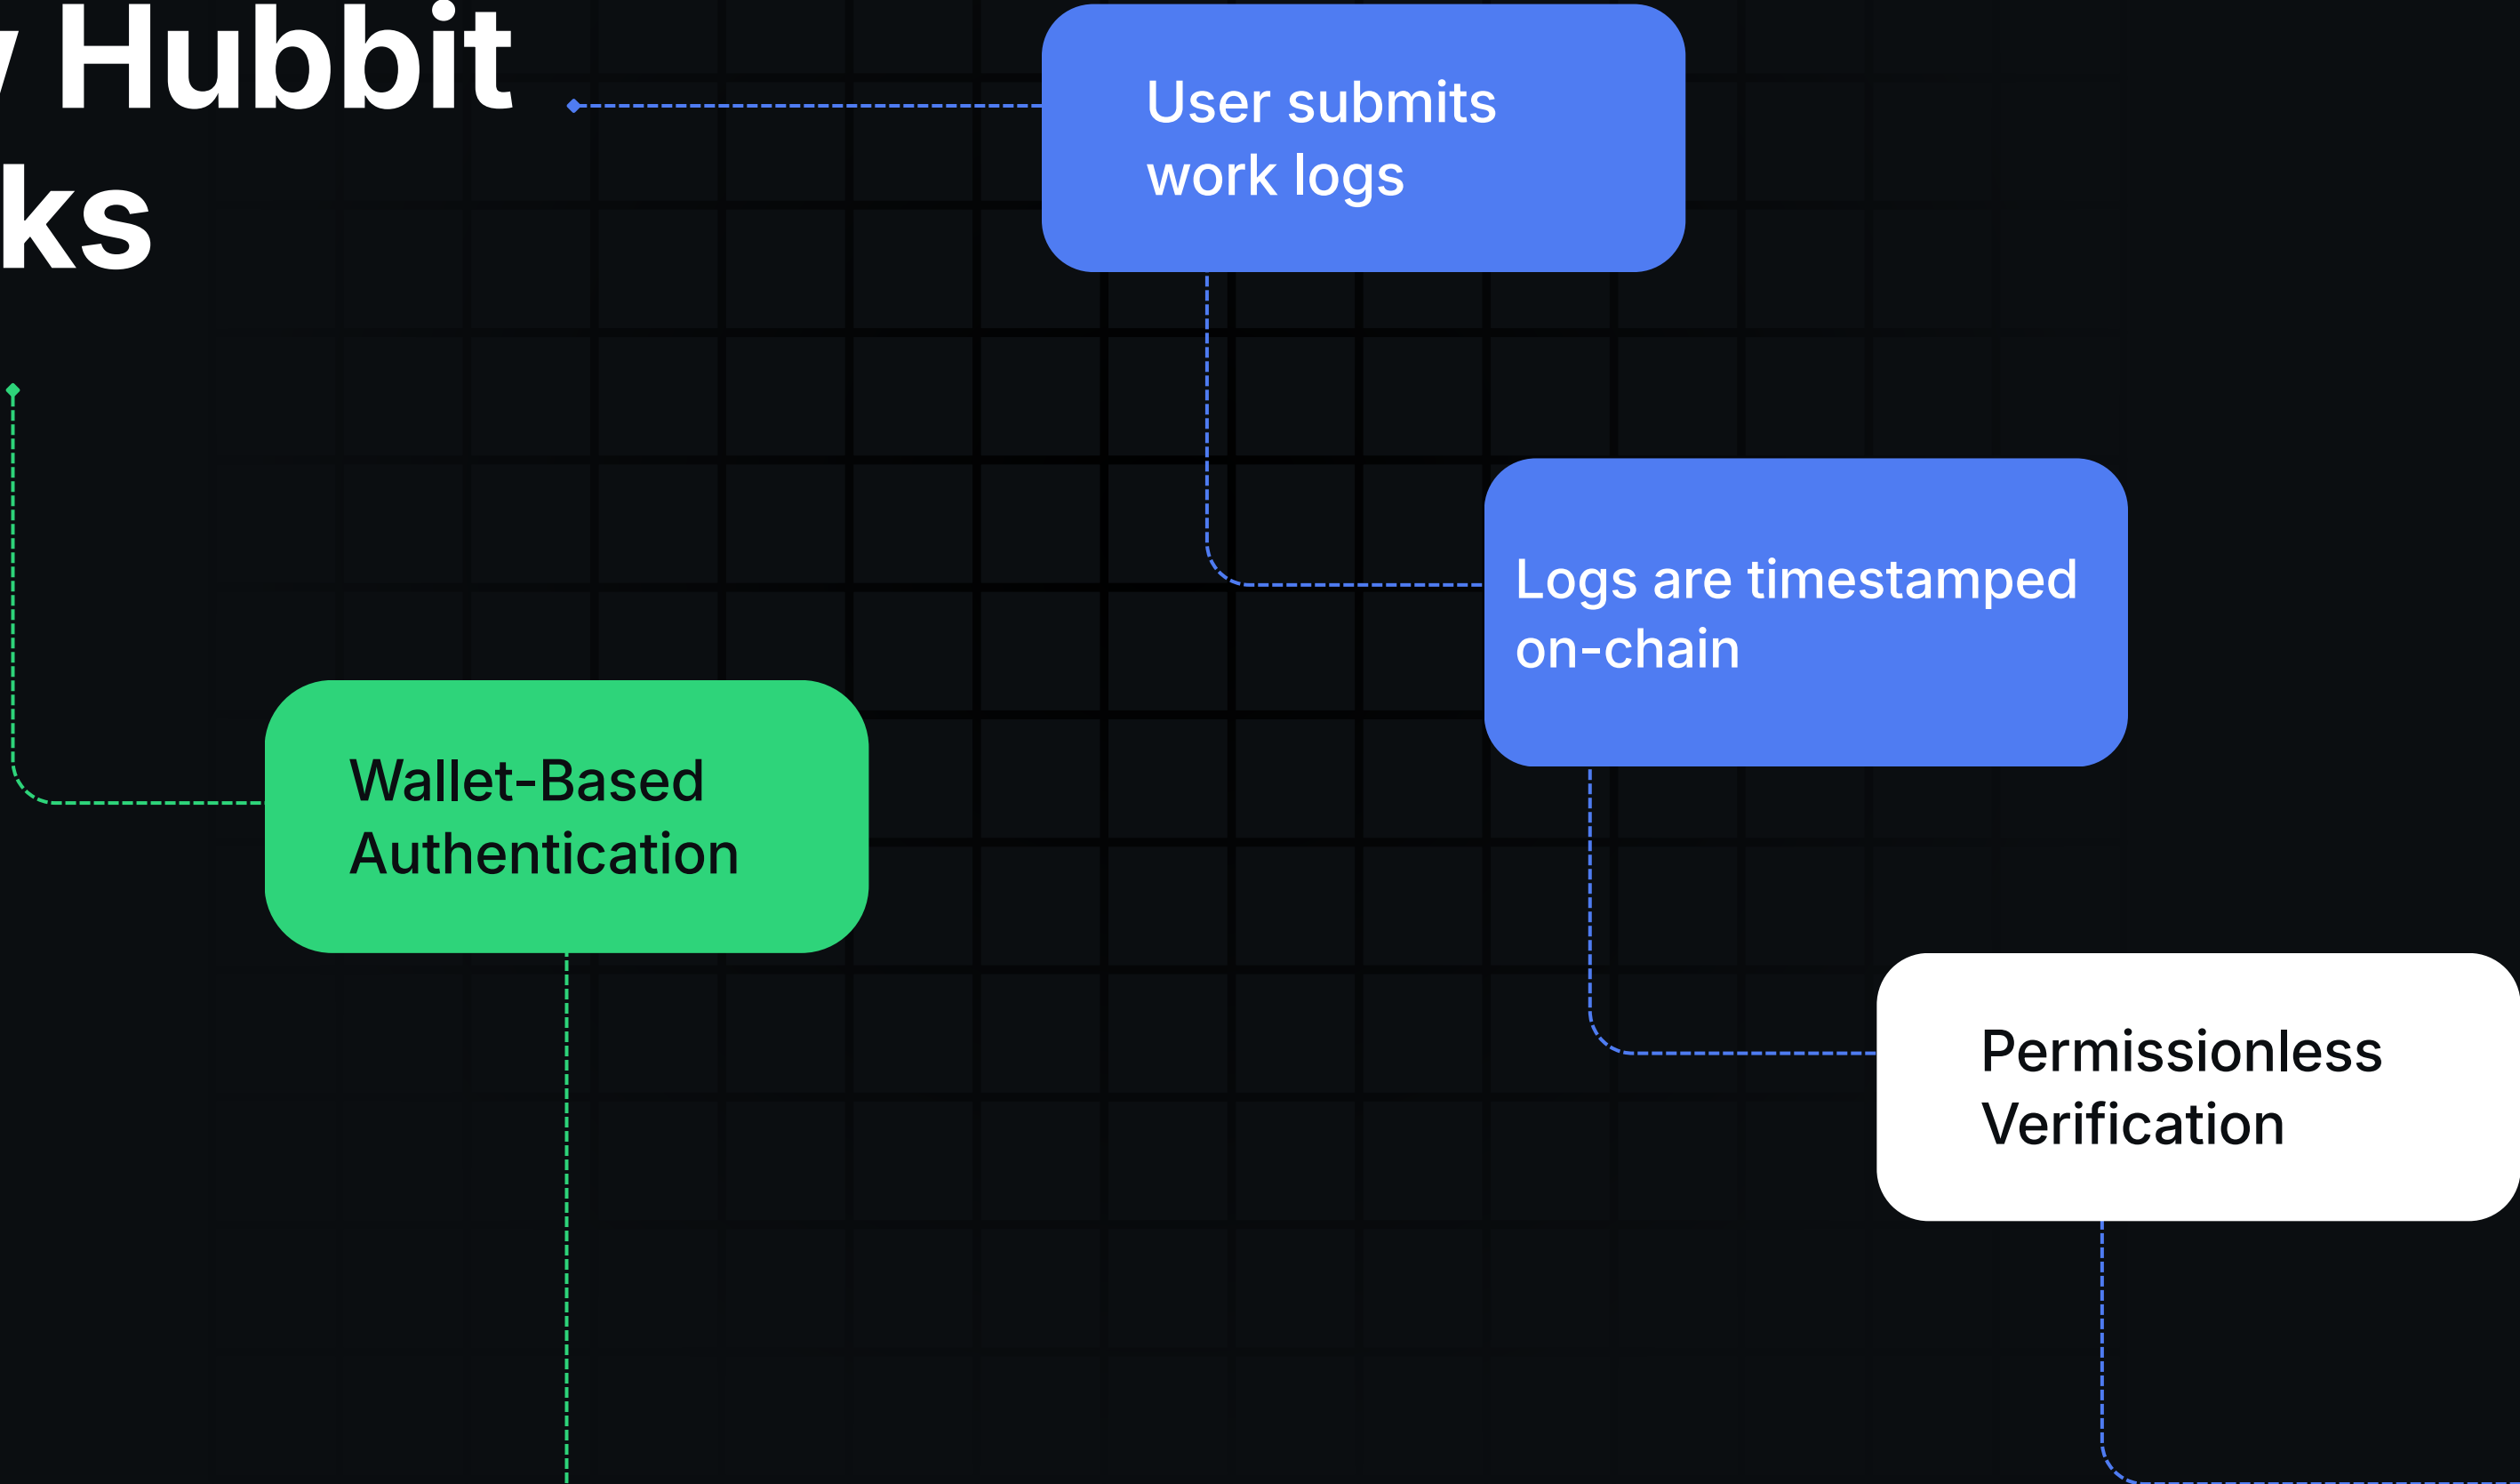 Hubbit
ks
User submits
work logs
Logs are timestamped
on-chain
Wallet-Based
Authentication
Permissionless
Verification